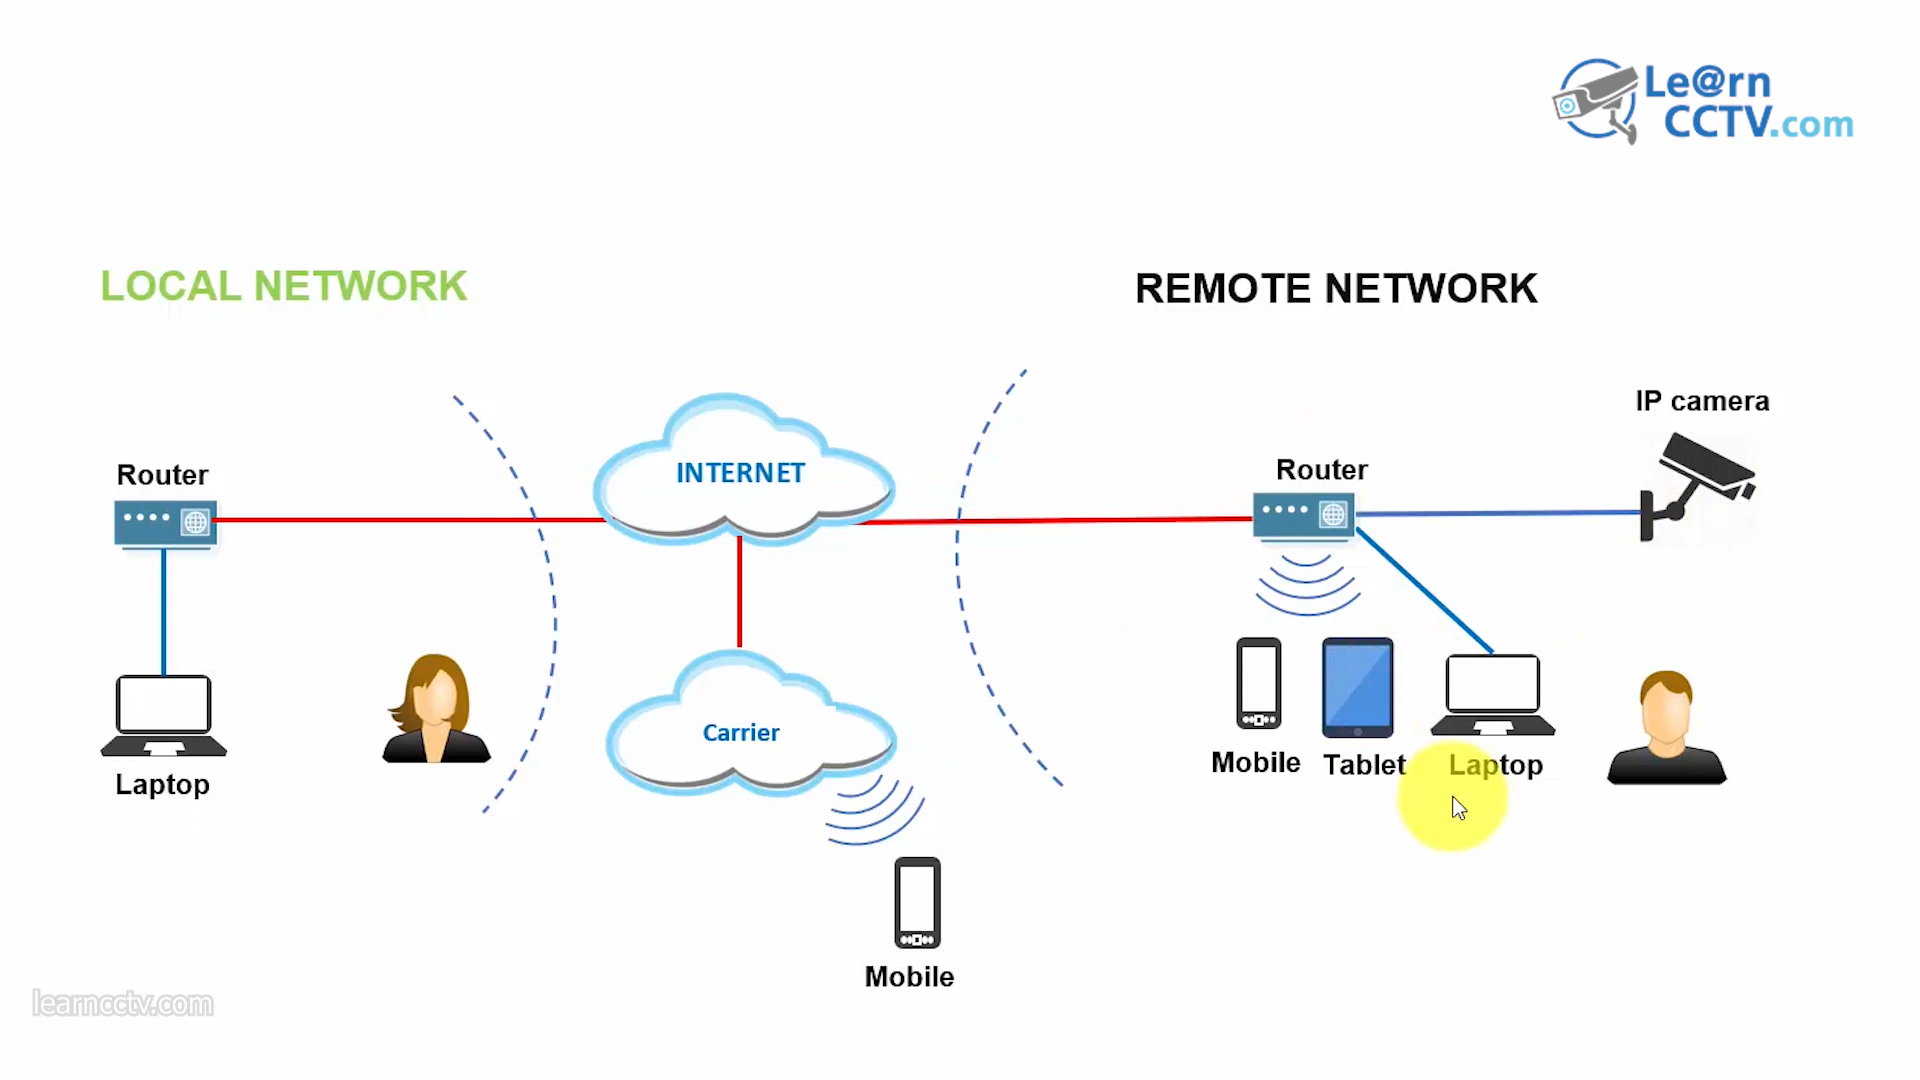 Le@rn
CCTV.com
LOCAL NETWORK
REMOTE NETWORK
IP camera
Router
INTERNET
Router
Carrier
Laptop
Mobile
Tablet
Laptop
Mobile
learncctv.com